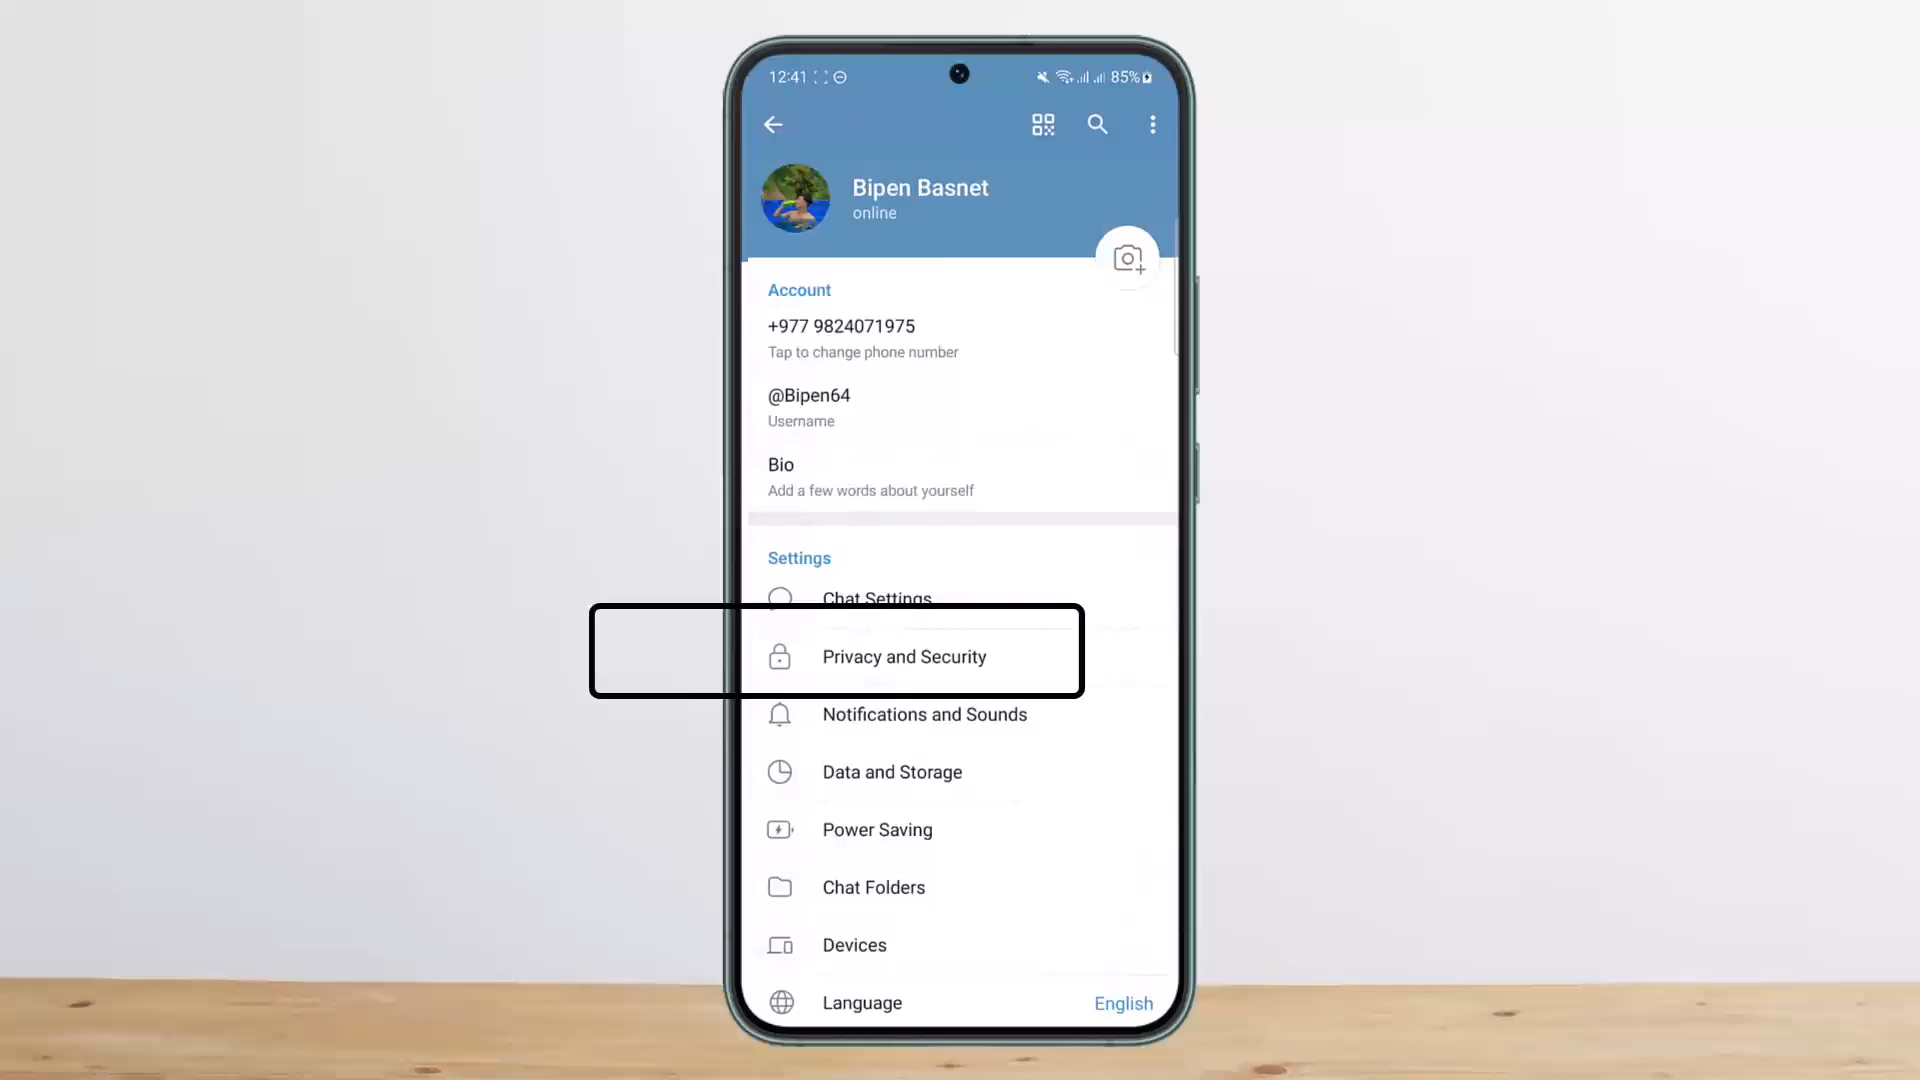 12:41 85%
Bipen Basnet
online
Account
+977 9824071975
Tap to change phone number
@Bipen64
Username
Bio
Add a few words about yourself
Settings
Chat Settings
Privacy and Security
Notifications and Sounds
Data and Storage
Power Saving
Chat Folders
Devices
Language English